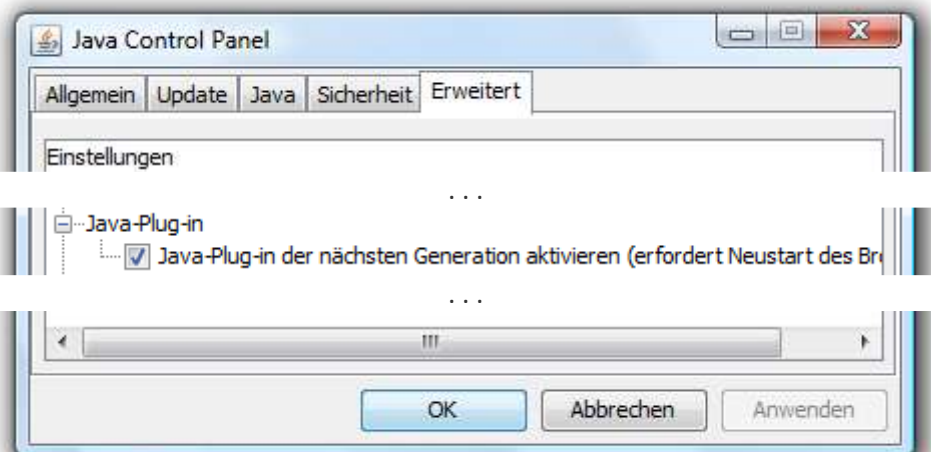 Java Control Panel
Allgemein Update Java Sicherheit Erweitert
Einstellungen
. . .
Java-Plug-in
Java-Plug-in der nächsten Generation aktivieren (erfordert Neustart des
. . .
OK Abbrechen Anwenden